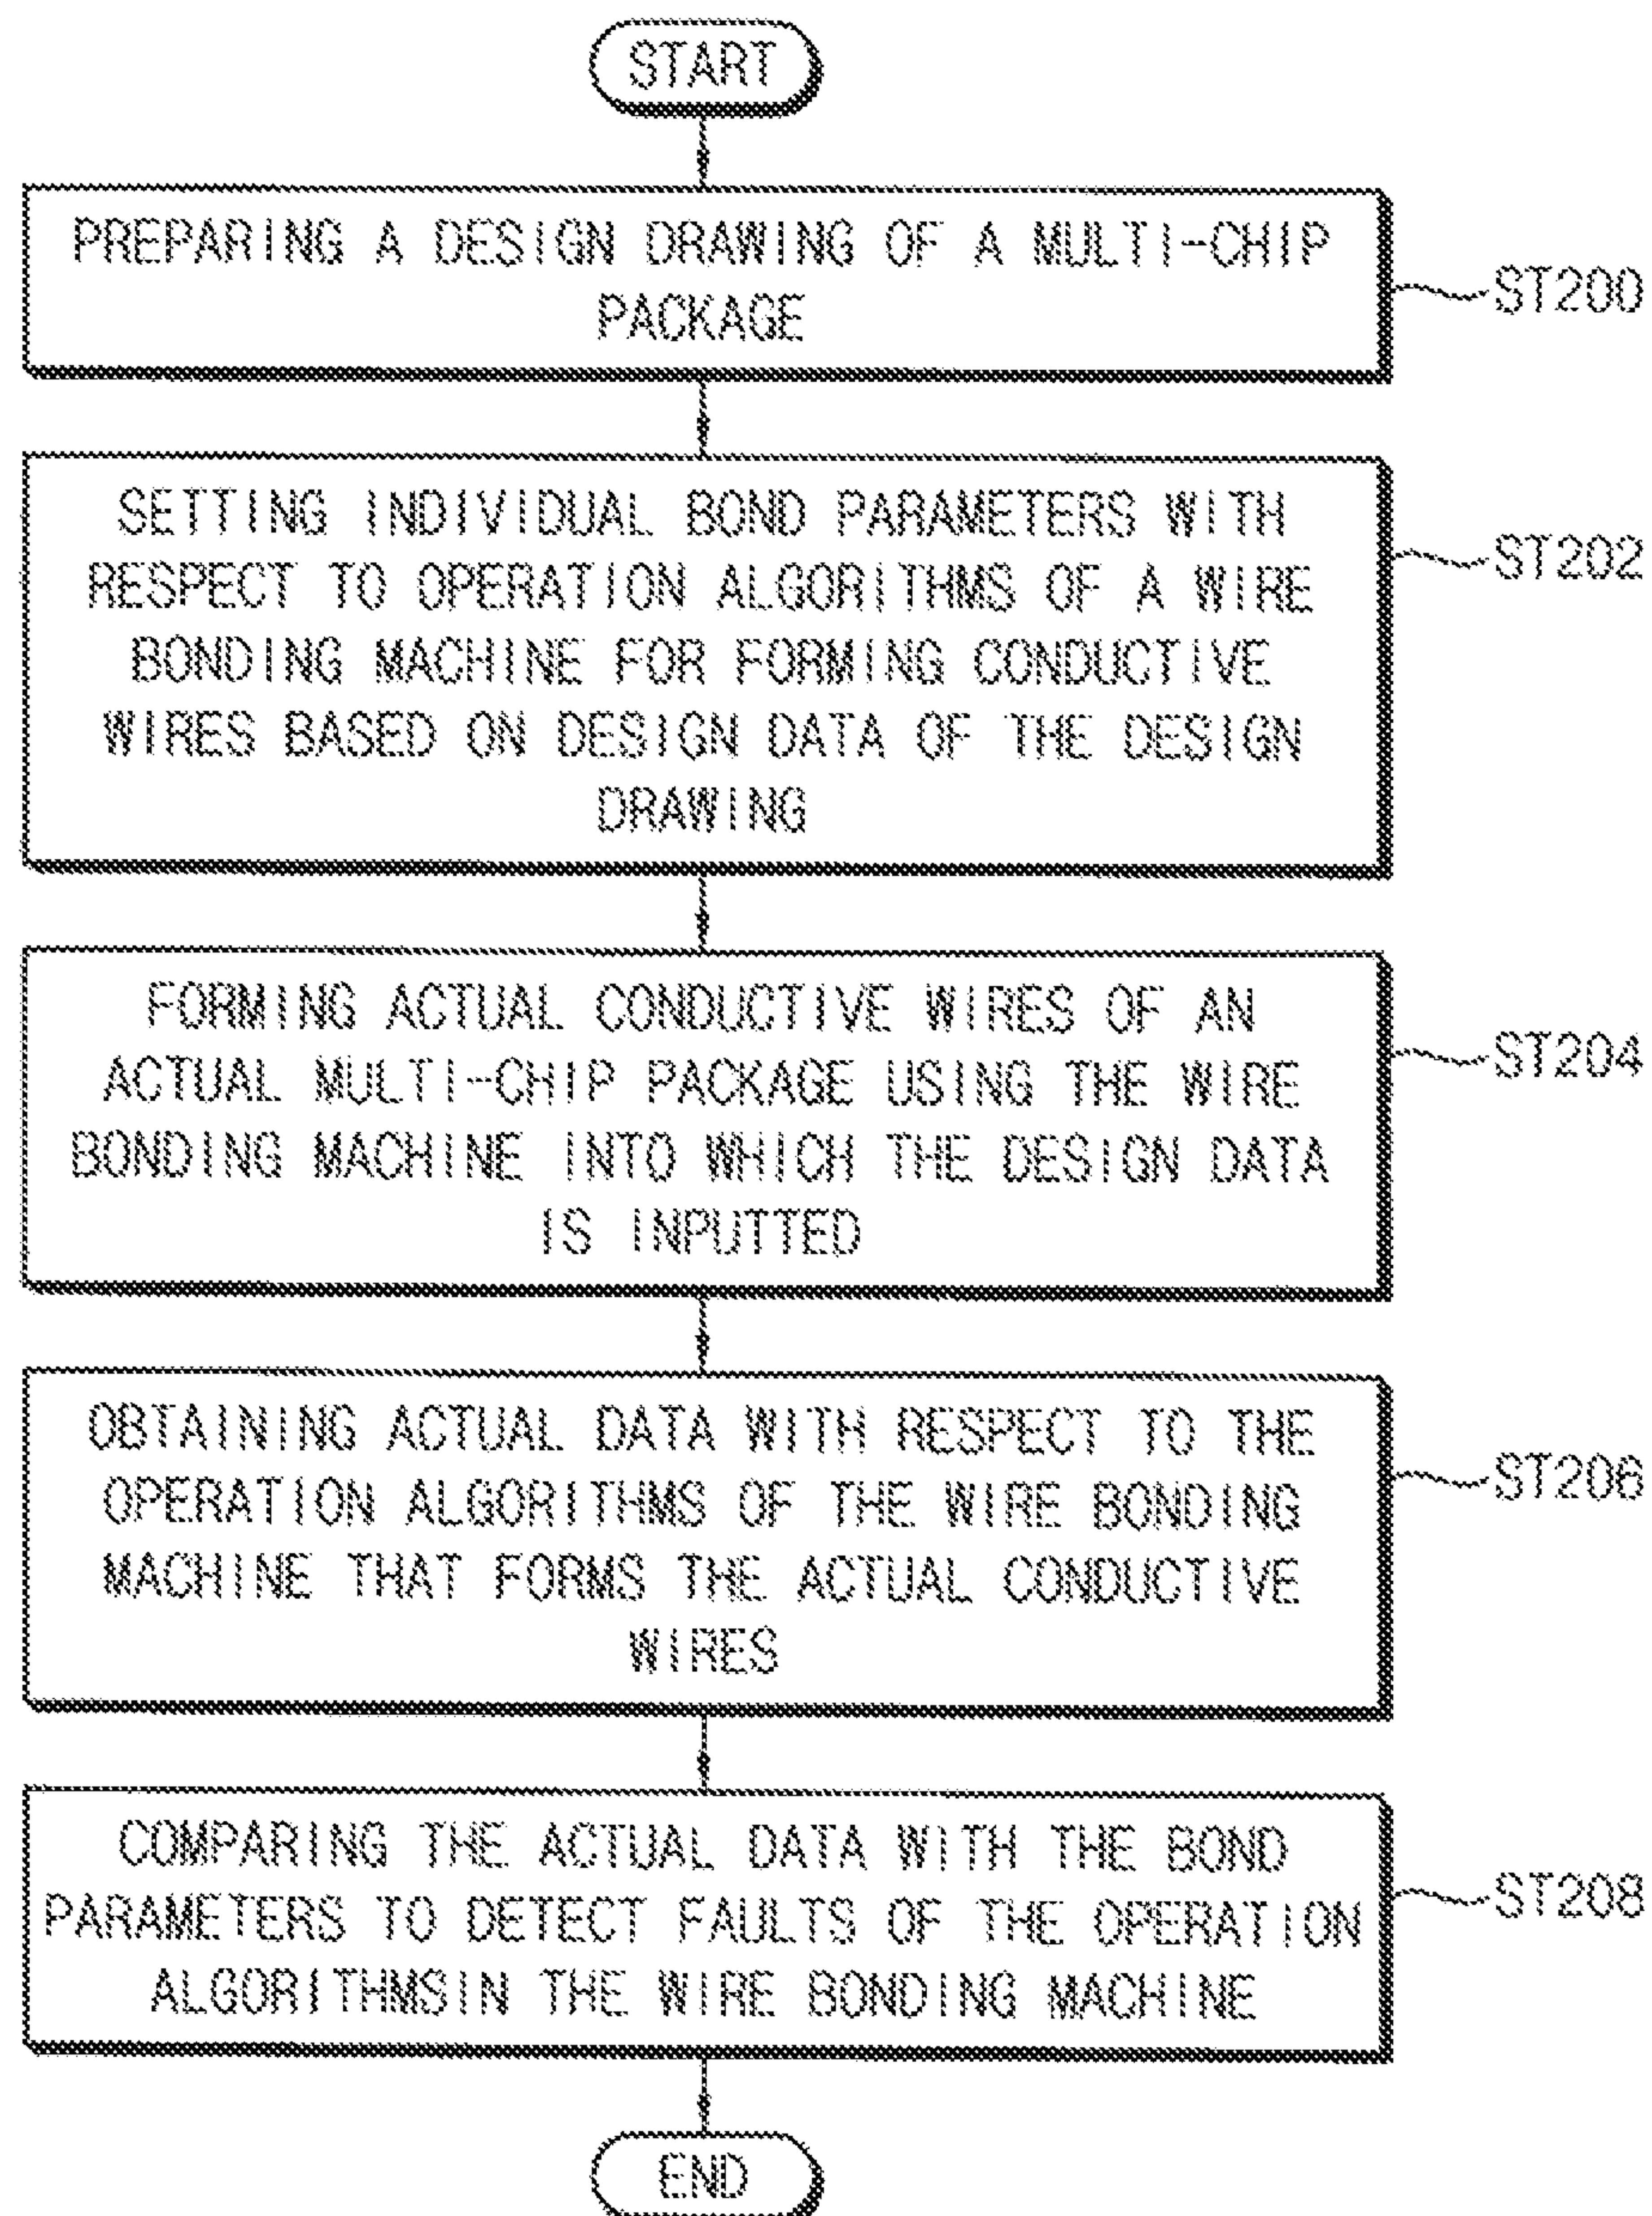 START
PREPARING A DESIGN DRAWING OF A MULTI-CHIP
PACKAGE
ST200
SETTING INDIVIDUAL BOND PARAMETERS WITH
RESPECT TO OPERATION ALGORITHMS OF A WIRE
BONDING MACHINE FOR FORMING CONDUCTIVE
WIRES BASED ON DESIGN DATA OF THE DESIGN
DRAWING
ST202
FORMING ACTUAL CONDUCTIVE WIRES OF AN
ACTUAL MULTI-CHIP PACKAGE USING THE WIRE
BONDING MACHINE INTO WHICH THE DESIGN DATA
IS INPUTTED
ST204
OBTAINING ACTUAL DATA WITH RESPECT TO THE
OPERATION ALGORITHMS OF THE WIRE BONDING
MACHINE THAT FORMS THE ACTUAL CONDUCTIVE
WIRES
ST206
COMPARING THE ACTUAL DATA WITH THE BOND
PARAMETERS TO DETECT FAULTS OF THE OPERATION
ALGORITHMSIN THE WIRE BONDING MACHINE
ST208
END